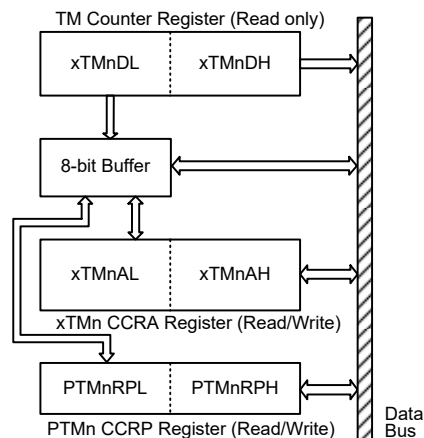 TM Counter Register (Read only)
xTMnDL xTMnDH
8-bit Buffer
xTMnAL xTMnAH
xTMn CCRA Register (Read/Write)
PTMnRPL PTMnRPH
PTMn CCRP Register (Read/Write)
Data
Bus